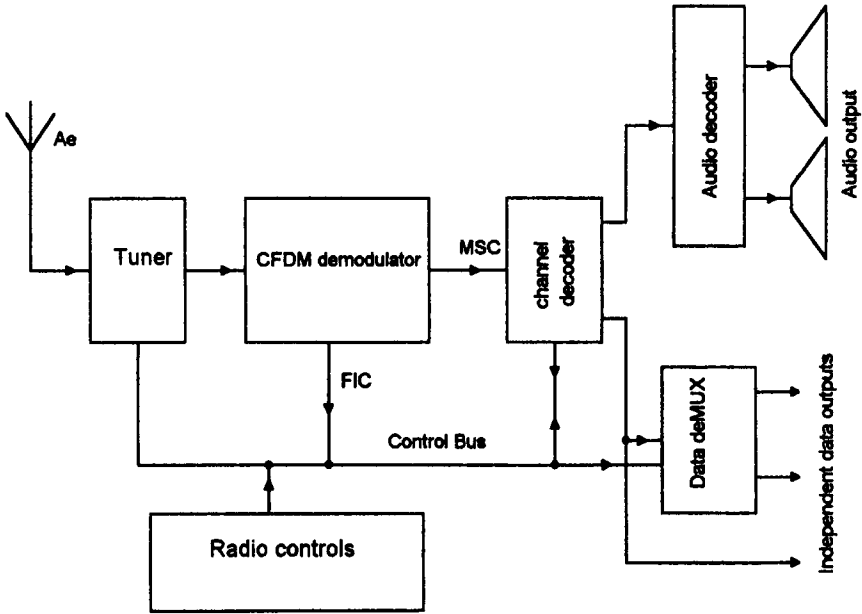 Ae
Tuner
CFDM demodulator
MSC
channel
decoder
Audio decoder
Audio output
FIC
Control Bus
Data deMUX
Independent data outputs
Radio controls